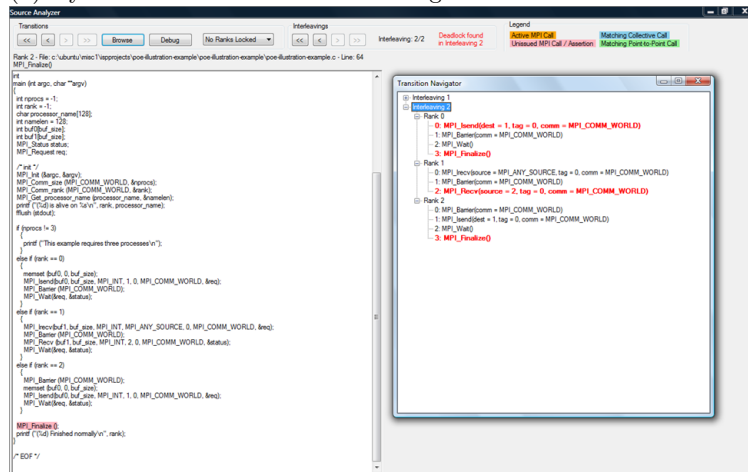 Source Analyzer
Transitions
<< < > >> Browse Debug No Ranks Locked
Interleavings
<< < > >> Interleaving: 2/2 Deadlock found
in Interleaving 2
Legend
Active MPI Call Matching Collective Call
Unissued MPI Call / Assertion Matching Point-to-Point Call
Rank 2 - File: c:\ubuntu\misc1\ispprojects\poe-illustration-example\poe-illustration-example\poe-illustration-example.c - Line: 64
MPI_Finalize()
int
main (int argc, char **argv)
{
int nprocs = -1;
int rank = -1;
char processor_name[128];
int namelen = 128;
int buf0[buf_size];
int buf1[buf_size];
MPI_Status status;
MPI_Request req;
/* init */
MPI_Init (&argc, &argv);
MPI_Comm_size (MPI_COMM_WORLD, &nprocs);
MPI_Comm_rank (MPI_COMM_WORLD, &rank);
MPI_Get_processor_name (processor_name, &namelen);
printf ("(%d) is alive on %s\n", rank, processor_name);
fflush (stdout);
if (nprocs != 3)
{
printf ("This example requires three processes\n");
}
else if (rank == 0)
{
memset (buf0, 0, buf_size);
MPI_Isend(buf0, buf_size, MPI_INT, 1, 0, MPI_COMM_WORLD, &req);
MPI_Barrier (MPI_COMM_WORLD);
MPI_Wait(&req, &status);
}
else if (rank == 1)
{
MPI_Irecv(buf1, buf_size, MPI_INT, MPI_ANY_SOURCE, 0, MPI_COMM_WORLD, &req);
MPI_Barrier (MPI_COMM_WORLD);
MPI_Recv (buf1, buf_size, MPI_INT, 2, 0, MPI_COMM_WORLD, &status);
MPI_Wait(&req, &status);
}
else if (rank == 2)
{
MPI_Barrier (MPI_COMM_WORLD);
memset (buf0, 0, buf_size);
MPI_Isend(buf0, buf_size, MPI_INT, 1, 0, MPI_COMM_WORLD, &req);
MPI_Wait(&req, &status);
}
MPI_Finalize ();
printf ("(%d) Finished normally\n", rank);
}
/* EOF */
Transition Navigator
Interleaving 1
Interleaving 2
Rank 0
0: MPI_Isend(dest = 1, tag = 0, comm = MPI_COMM_WORLD)
1: MPI_Barrier(comm = MPI_COMM_WORLD)
2: MPI_Wait()
3: MPI_Finalize()
Rank 1
0: MPI_Irecv(source = MPI_ANY_SOURCE, tag = 0, comm = MPI_COMM_WORLD)
1: MPI_Barrier(comm = MPI_COMM_WORLD)
2: MPI_Recv(source = 2, tag = 0, comm = MPI_COMM_WORLD)
Rank 2
0: MPI_Barrier(comm = MPI_COMM_WORLD)
1: MPI_Isend(dest = 1, tag = 0, comm = MPI_COMM_WORLD)
2: MPI_Wait()
3: MPI_Finalize()